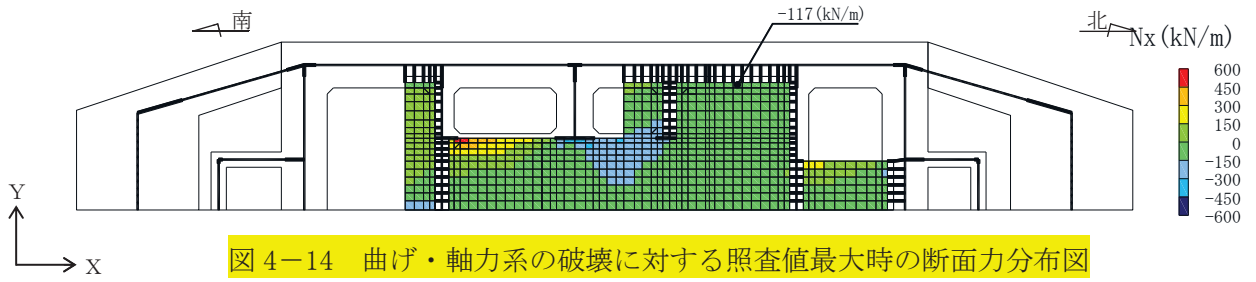 南
-117(kN/m)
北
Nx(kN/m)
600
450
300
150
0
-150
-300
-450
-600
Y
X
図 4-14 曲げ・軸力系の破壊に対する照査値最大時の断面力分布図